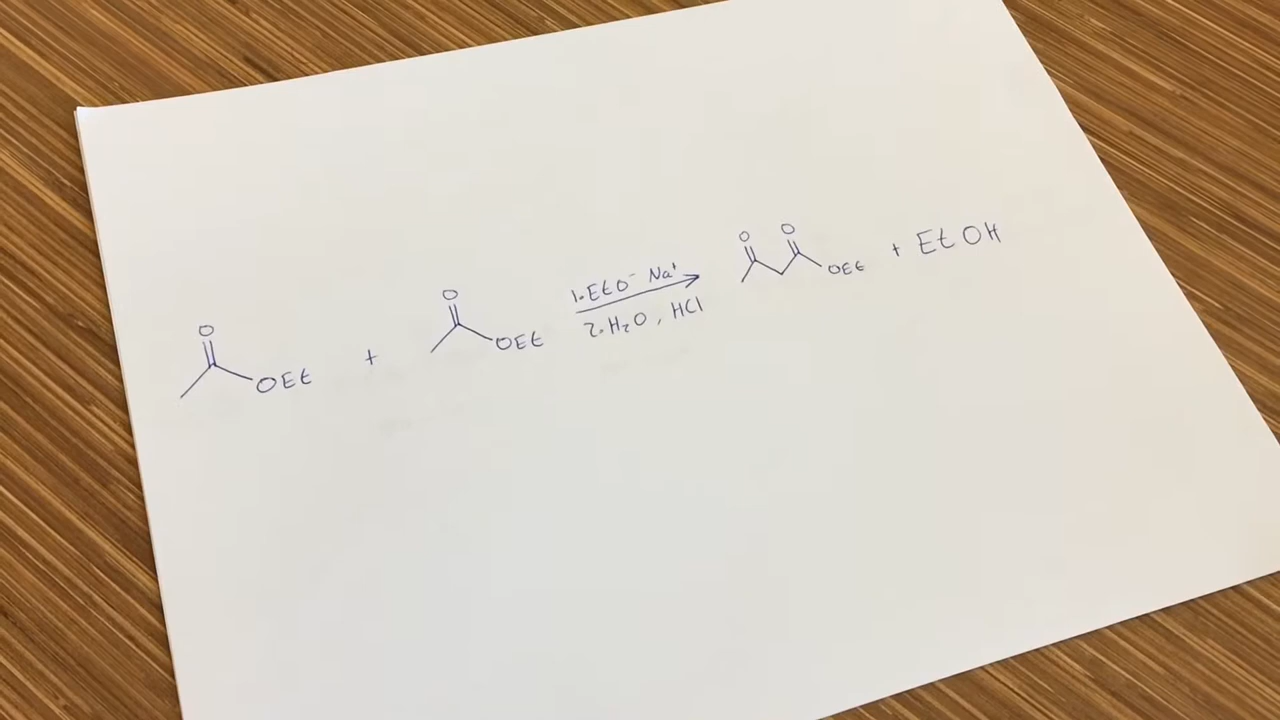 O O OEt + OEt 1. EtO⁻ Na⁺ O O OEt + EtOH
2. H₂O, HCl